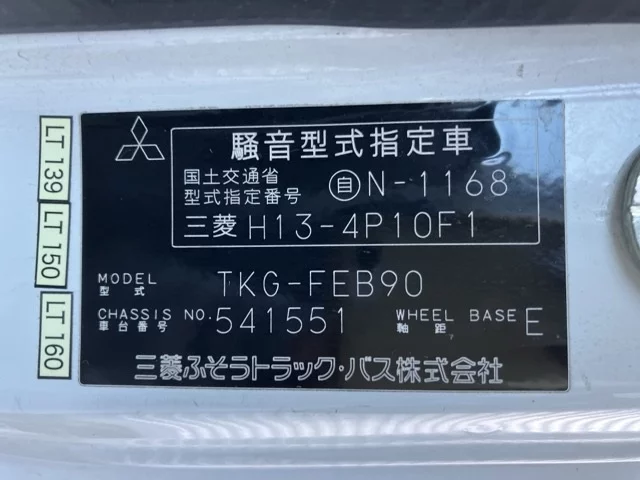 騒音型式指定車
国土交通省
型式指定番号
自 N-1168
三菱 H13-4P10F1
MODEL
型式
TKG-FEB90
CHASSIS NO.
車台番号
541551
WHEEL BASE
軸距
E
三菱ふそうトラック・バス株式会社
LT 139
LT 150
LT 160